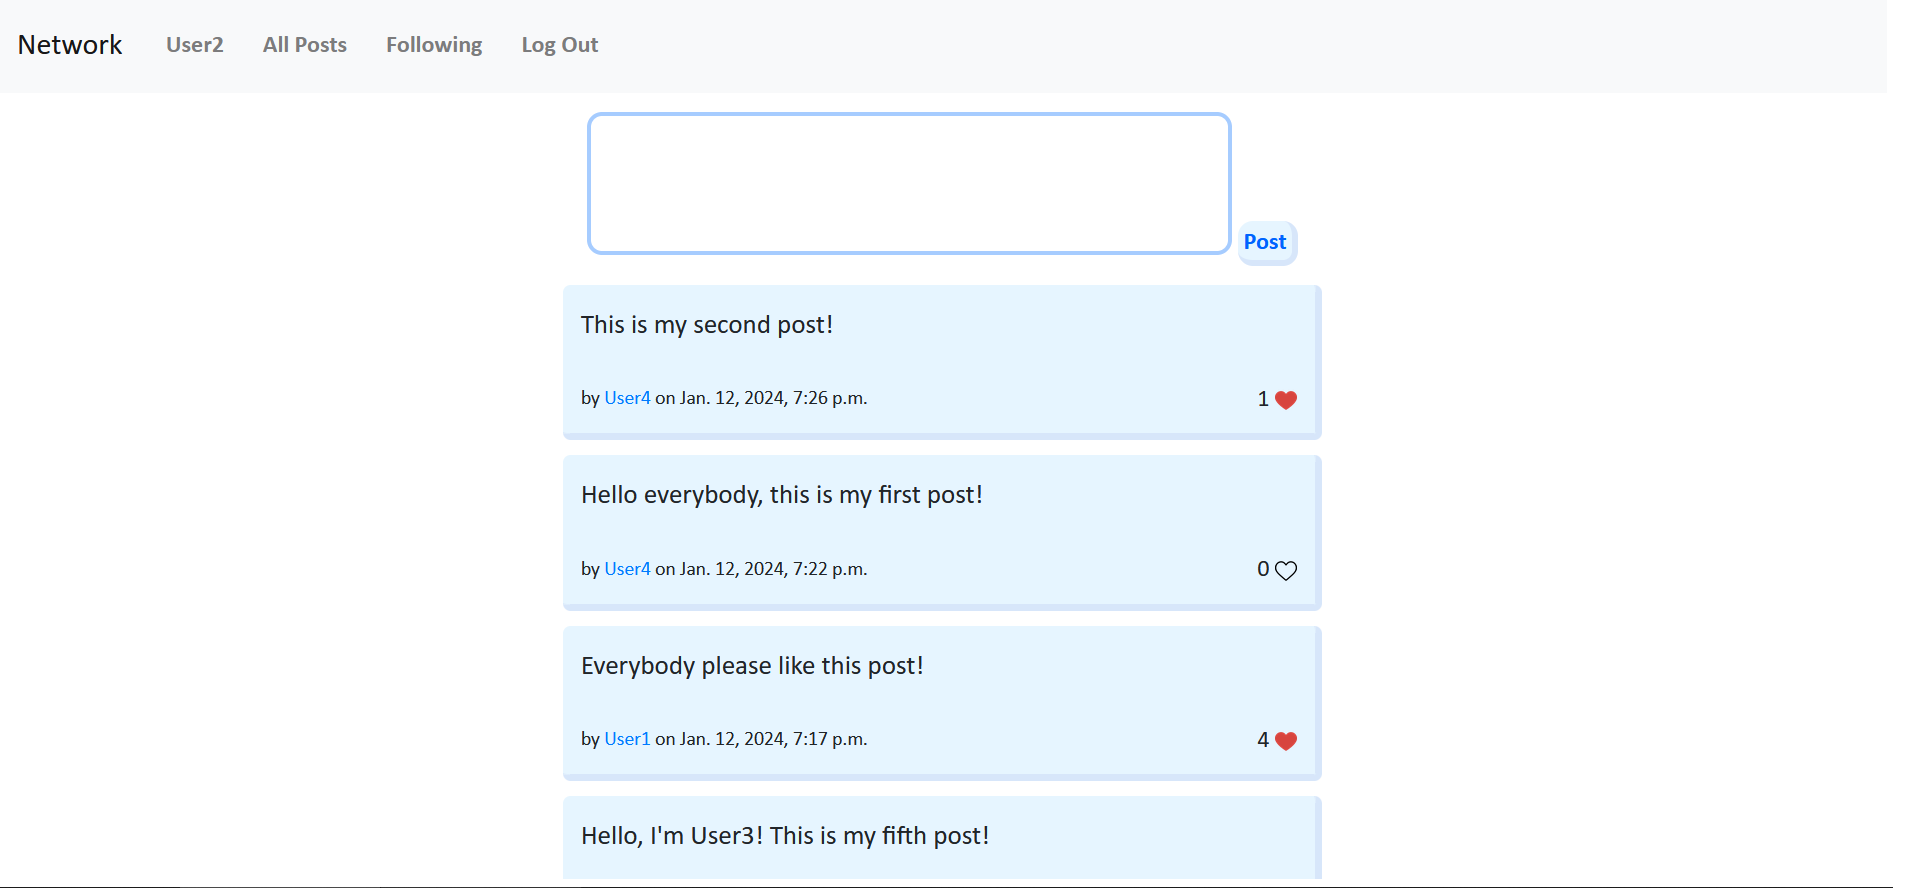 Network User2 All Posts Following Log Out
Post
This is my second post!
by User4 on Jan. 12, 2024, 7:26 p.m. 1
Hello everybody, this is my first post!
by User4 on Jan. 12, 2024, 7:22 p.m. 0
Everybody please like this post!
by User1 on Jan. 12, 2024, 7:17 p.m. 4
Hello, I'm User3! This is my fifth post!